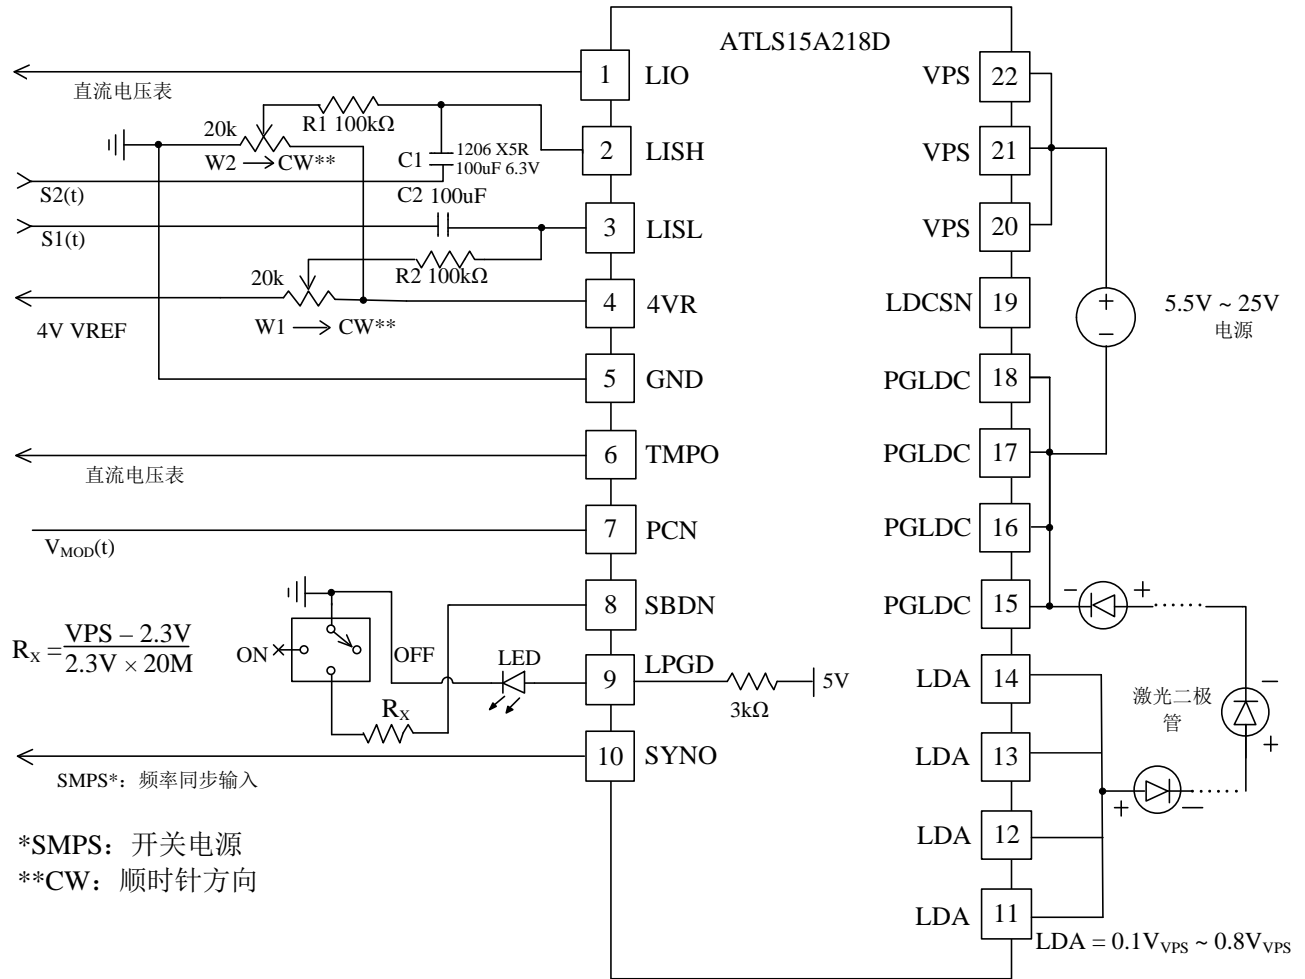 ATLS15A218D
1 LIO
直流电压表
R1 100kΩ
20k
W2 → CW**
C1
1206 X5R
100uF 6.3V
2 LISH
S2(t)
C2 100uF
S1(t)
3 LISL
R2 100kΩ
20k
4 4VR
4V VREF
W1 → CW**
5 GND
6 TMPO
直流电压表
7 PCN
V_MOD(t)
8 SBDN
R_X = (VPS – 2.3V) / (2.3V × 20M)
ON
OFF
LED
9 LPGD
3kΩ
5V
R_X
10 SYNO
SMPS*：频率同步输入
*SMPS：开关电源
**CW：顺时针方向
VPS 22
VPS 21
VPS 20
LDCSN 19
+
−
5.5V ~ 25V
电源
PGLDC 18
PGLDC 17
PGLDC 16
PGLDC 15
− +
LDA 14
激光二极
管
−
+
LDA 13
+ −
LDA 12
LDA 11
LDA = 0.1V_VPS ~ 0.8V_VPS